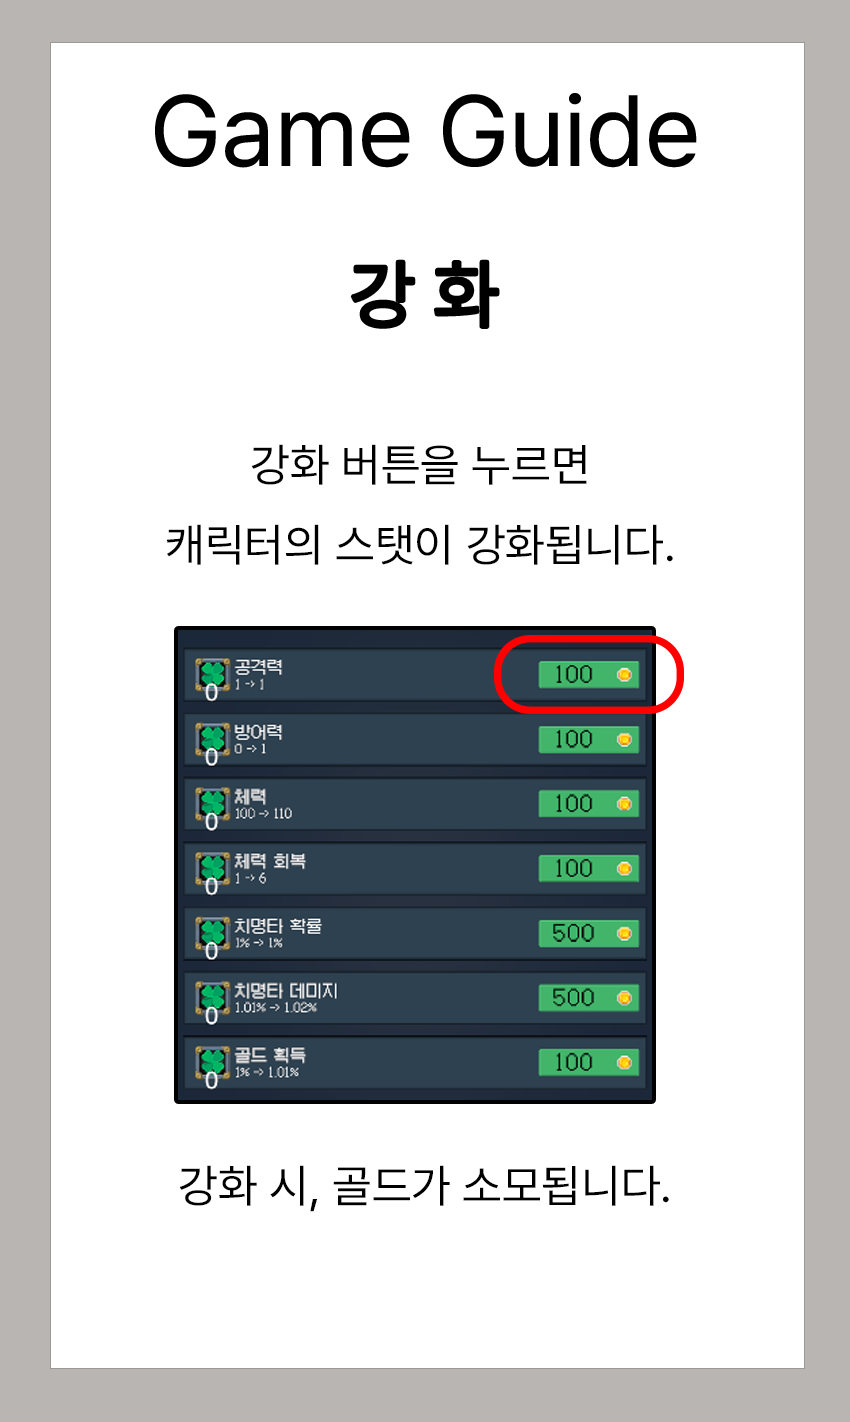 Game Guide
강 화
강화 버튼을 누르면
캐릭터의 스탯이 강화됩니다.
0 공격력 100
1 -> 1
0 방어력 100
0 -> 1
0 체력 100
100 -> 110
0 체력 회복 100
1 -> 6
0 치명타 확률 500
1% -> 1%
0 치명타 데미지 500
1.01% -> 1.02%
0 골드 획득 100
1% -> 1.01%
강화 시, 골드가 소모됩니다.